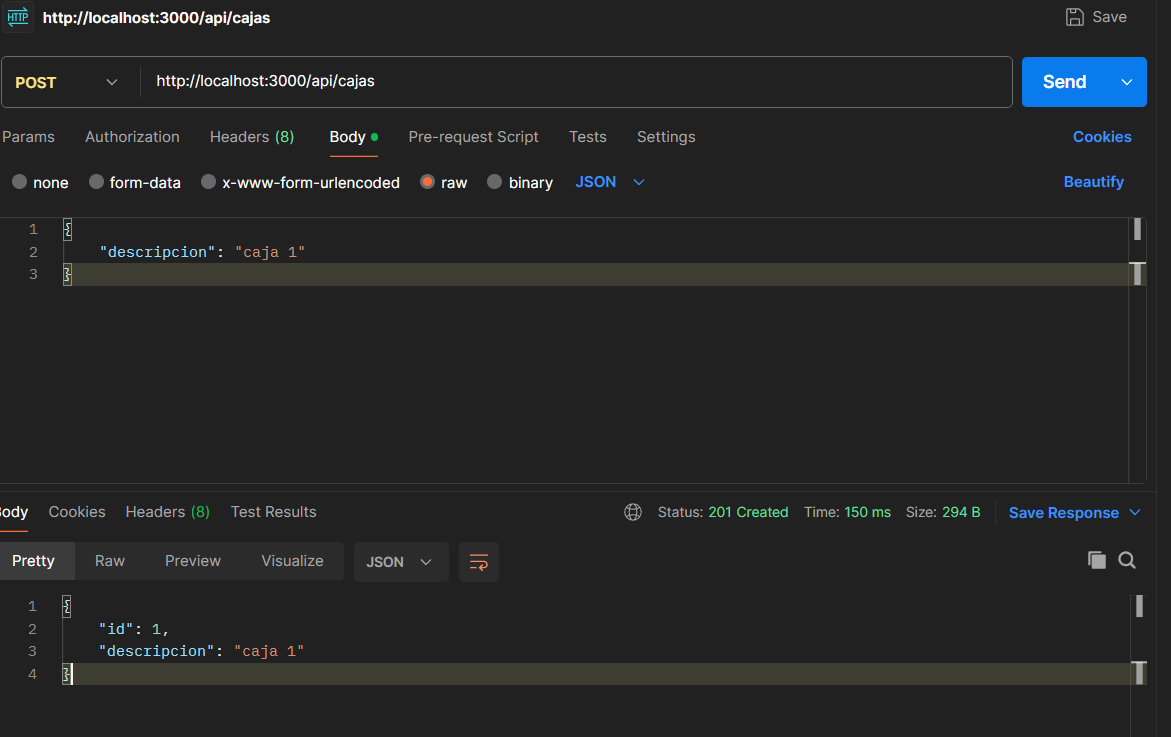 HTTP http://localhost:3000/api/cajas Save
POST http://localhost:3000/api/cajas Send
Params Authorization Headers (8) Body Pre-request Script Tests Settings Cookies
none form-data x-www-form-urlencoded raw binary JSON Beautify
1 {
2 "descripcion": "caja 1"
3 }
ody Cookies Headers (8) Test Results Status: 201 Created Time: 150 ms Size: 294 B Save Response
Pretty Raw Preview Visualize JSON
1 {
2 "id": 1,
3 "descripcion": "caja 1"
4 }